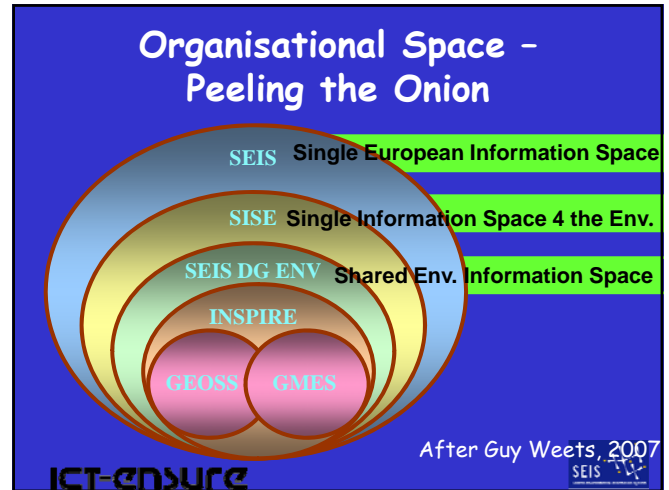 Organisational Space –
Peeling the Onion
SEIS Single European Information Space
SISE Single Information Space 4 the Env.
SEIS DG ENV Shared Env. Information Space
INSPIRE
GEOSS GMES
After Guy Weets, 2007
ICT-ensure
SEIS